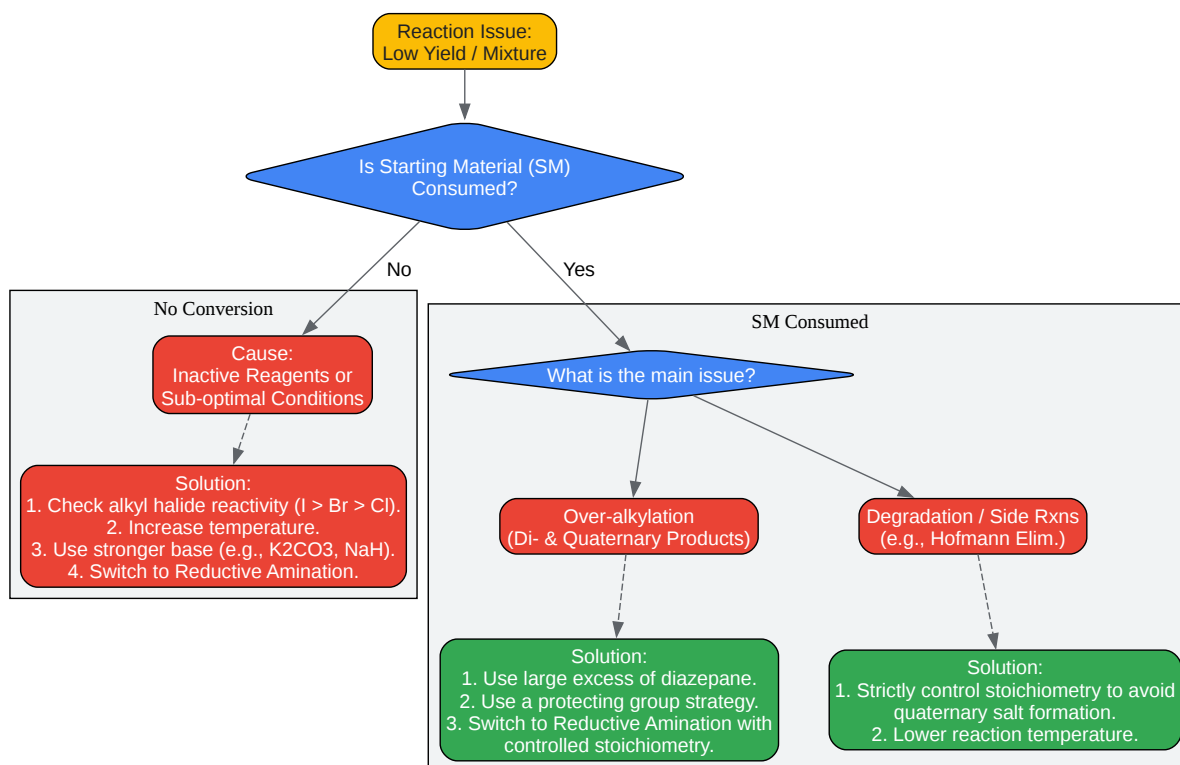 Reaction Issue:
Low Yield / Mixture
Is Starting Material (SM)
Consumed?
No
Yes
No Conversion
Cause:
Inactive Reagents or
Sub-optimal Conditions
Solution:
1. Check alkyl halide reactivity (I > Br > Cl).
2. Increase temperature.
3. Use stronger base (e.g., K2CO3, NaH).
4. Switch to Reductive Amination.
SM Consumed
What is the main issue?
Over-alkylation
(Di- & Quaternary Products)
Degradation / Side Rxns
(e.g., Hofmann Elim.)
Solution:
1. Use large excess of diazepane.
2. Use a protecting group strategy.
3. Switch to Reductive Amination with
controlled stoichiometry.
Solution:
1. Strictly control stoichiometry to avoid
quaternary salt formation.
2. Lower reaction temperature.